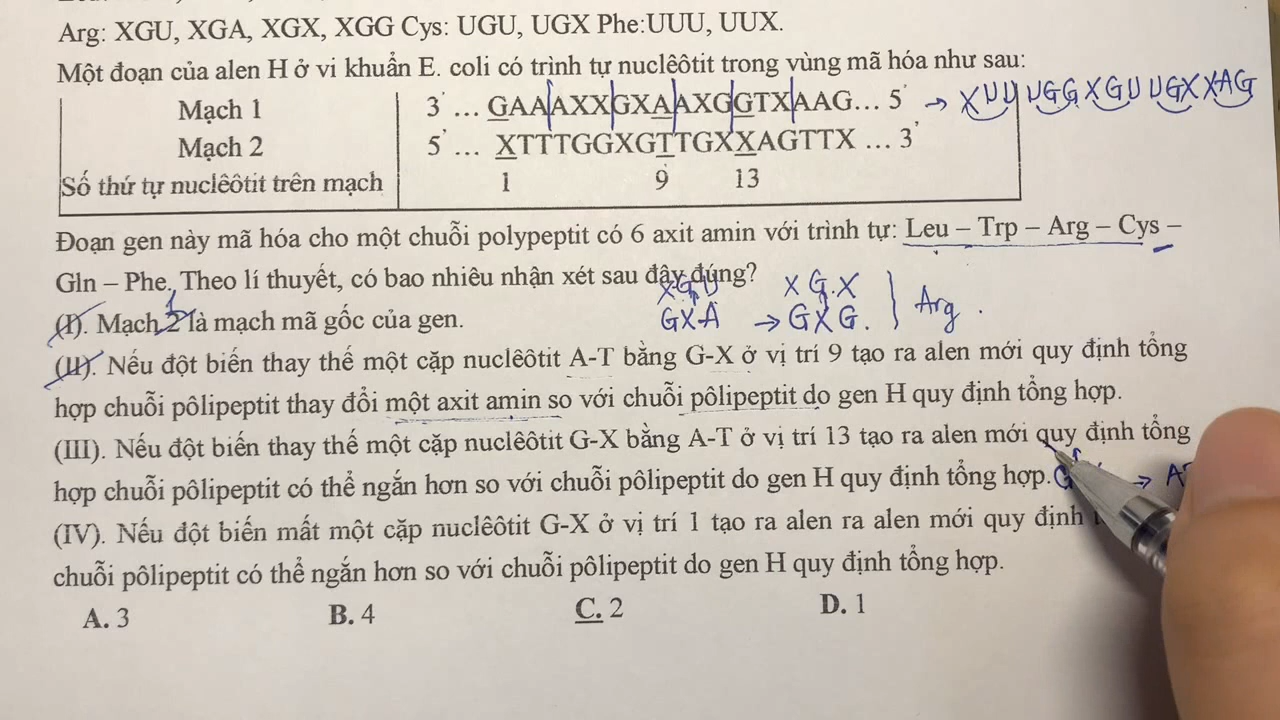 Arg: XGU, XGA, XGX, XGG Cys: UGU, UGX Phe:UUU, UUX.
Một đoạn của alen H ở vi khuẩn E. coli có trình tự nuclêôtit trong vùng mã hóa như sau:
Mạch 1 3' ... GAAAXXGXAAXGGTXAAG... 5' → XUU UGG XGU UGX XAG
Mạch 2 5' ... XTTTGGXGTTGXXAGTTX ... 3'
Số thứ tự nuclêôtit trên mạch 1 9 13
Đoạn gen này mã hóa cho một chuỗi polypeptit có 6 axit amin với trình tự: Leu – Trp – Arg – Cys –
Gln – Phe. Theo lí thuyết, có bao nhiêu nhận xét sau đây đúng?
X.G.U X G.X
1 GX-A → GXG. Arg.
(I). Mạch 2 là mạch mã gốc của gen.
(II). Nếu đột biến thay thế một cặp nuclêôtit A-T bằng G-X ở vị trí 9 tạo ra alen mới quy định tổng
hợp chuỗi pôlipeptit thay đổi một axit amin so với chuỗi pôlipeptit do gen H quy định tổng hợp.
(III). Nếu đột biến thay thế một cặp nuclêôtit G-X bằng A-T ở vị trí 13 tạo ra alen mới quy định tổng
hợp chuỗi pôlipeptit có thể ngắn hơn so với chuỗi pôlipeptit do gen H quy định tổng hợp. G →
(IV). Nếu đột biến mất một cặp nuclêôtit G-X ở vị trí 1 tạo ra alen ra alen mới quy định
chuỗi pôlipeptit có thể ngắn hơn so với chuỗi pôlipeptit do gen H quy định tổng hợp.
A. 3 B. 4 C. 2 D. 1